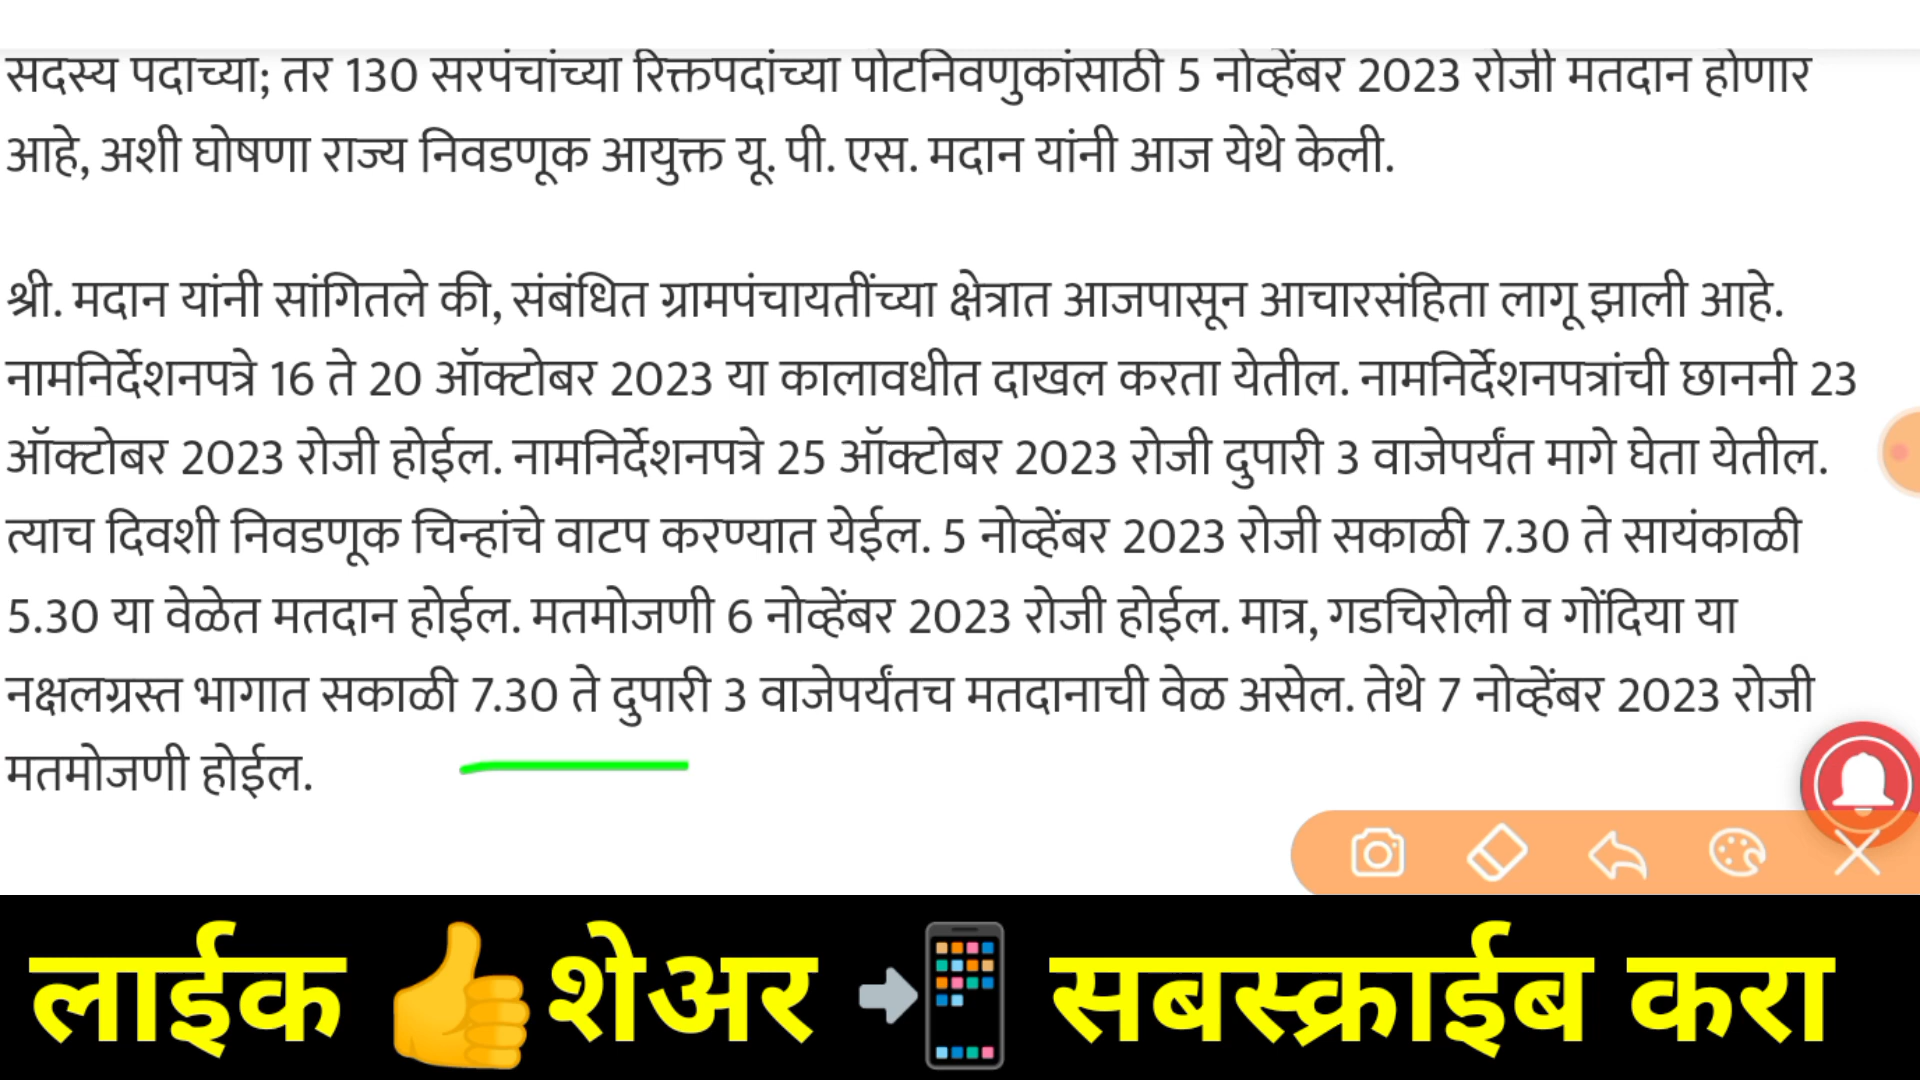 सदस्य पदाच्या; तर 130 सरपंचांच्या रिक्तपदांच्या पोटनिवणुकांसाठी 5 नोव्हेंबर 2023 रोजी मतदान होणार
आहे, अशी घोषणा राज्य निवडणूक आयुक्त यू. पी. एस. मदान यांनी आज येथे केली.
श्री. मदान यांनी सांगितले की, संबंधित ग्रामपंचायतींच्या क्षेत्रात आजपासून आचारसंहिता लागू झाली आहे.
नामनिर्देशनपत्रे 16 ते 20 ऑक्टोबर 2023 या कालावधीत दाखल करता येतील. नामनिर्देशनपत्रांची छाननी 23
ऑक्टोबर 2023 रोजी होईल. नामनिर्देशनपत्रे 25 ऑक्टोबर 2023 रोजी दुपारी 3 वाजेपर्यंत मागे घेता येतील.
त्याच दिवशी निवडणूक चिन्हांचे वाटप करण्यात येईल. 5 नोव्हेंबर 2023 रोजी सकाळी 7.30 ते सायंकाळी
5.30 या वेळेत मतदान होईल. मतमोजणी 6 नोव्हेंबर 2023 रोजी होईल. मात्र, गडचिरोली व गोंदिया या
नक्षलग्रस्त भागात सकाळी 7.30 ते दुपारी 3 वाजेपर्यंतच मतदानाची वेळ असेल. तेथे 7 नोव्हेंबर 2023 रोजी
मतमोजणी होईल.
लाईक 👍 शेअर 📲 सबस्क्राईब करा